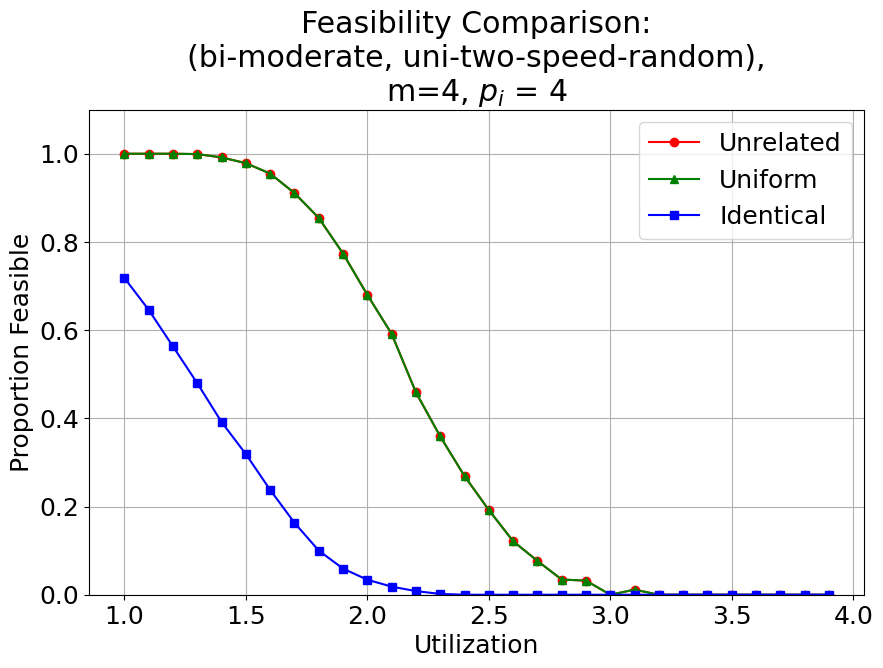 Feasibility Comparison:
(bi-moderate, uni-two-speed-random),
m=4, $p_i$ = 4
Unrelated
Uniform
Identical
Proportion Feasible
1.0
0.8
0.6
0.4
0.2
0.0
1.0 1.5 2.0 2.5 3.0 3.5 4.0
Utilization